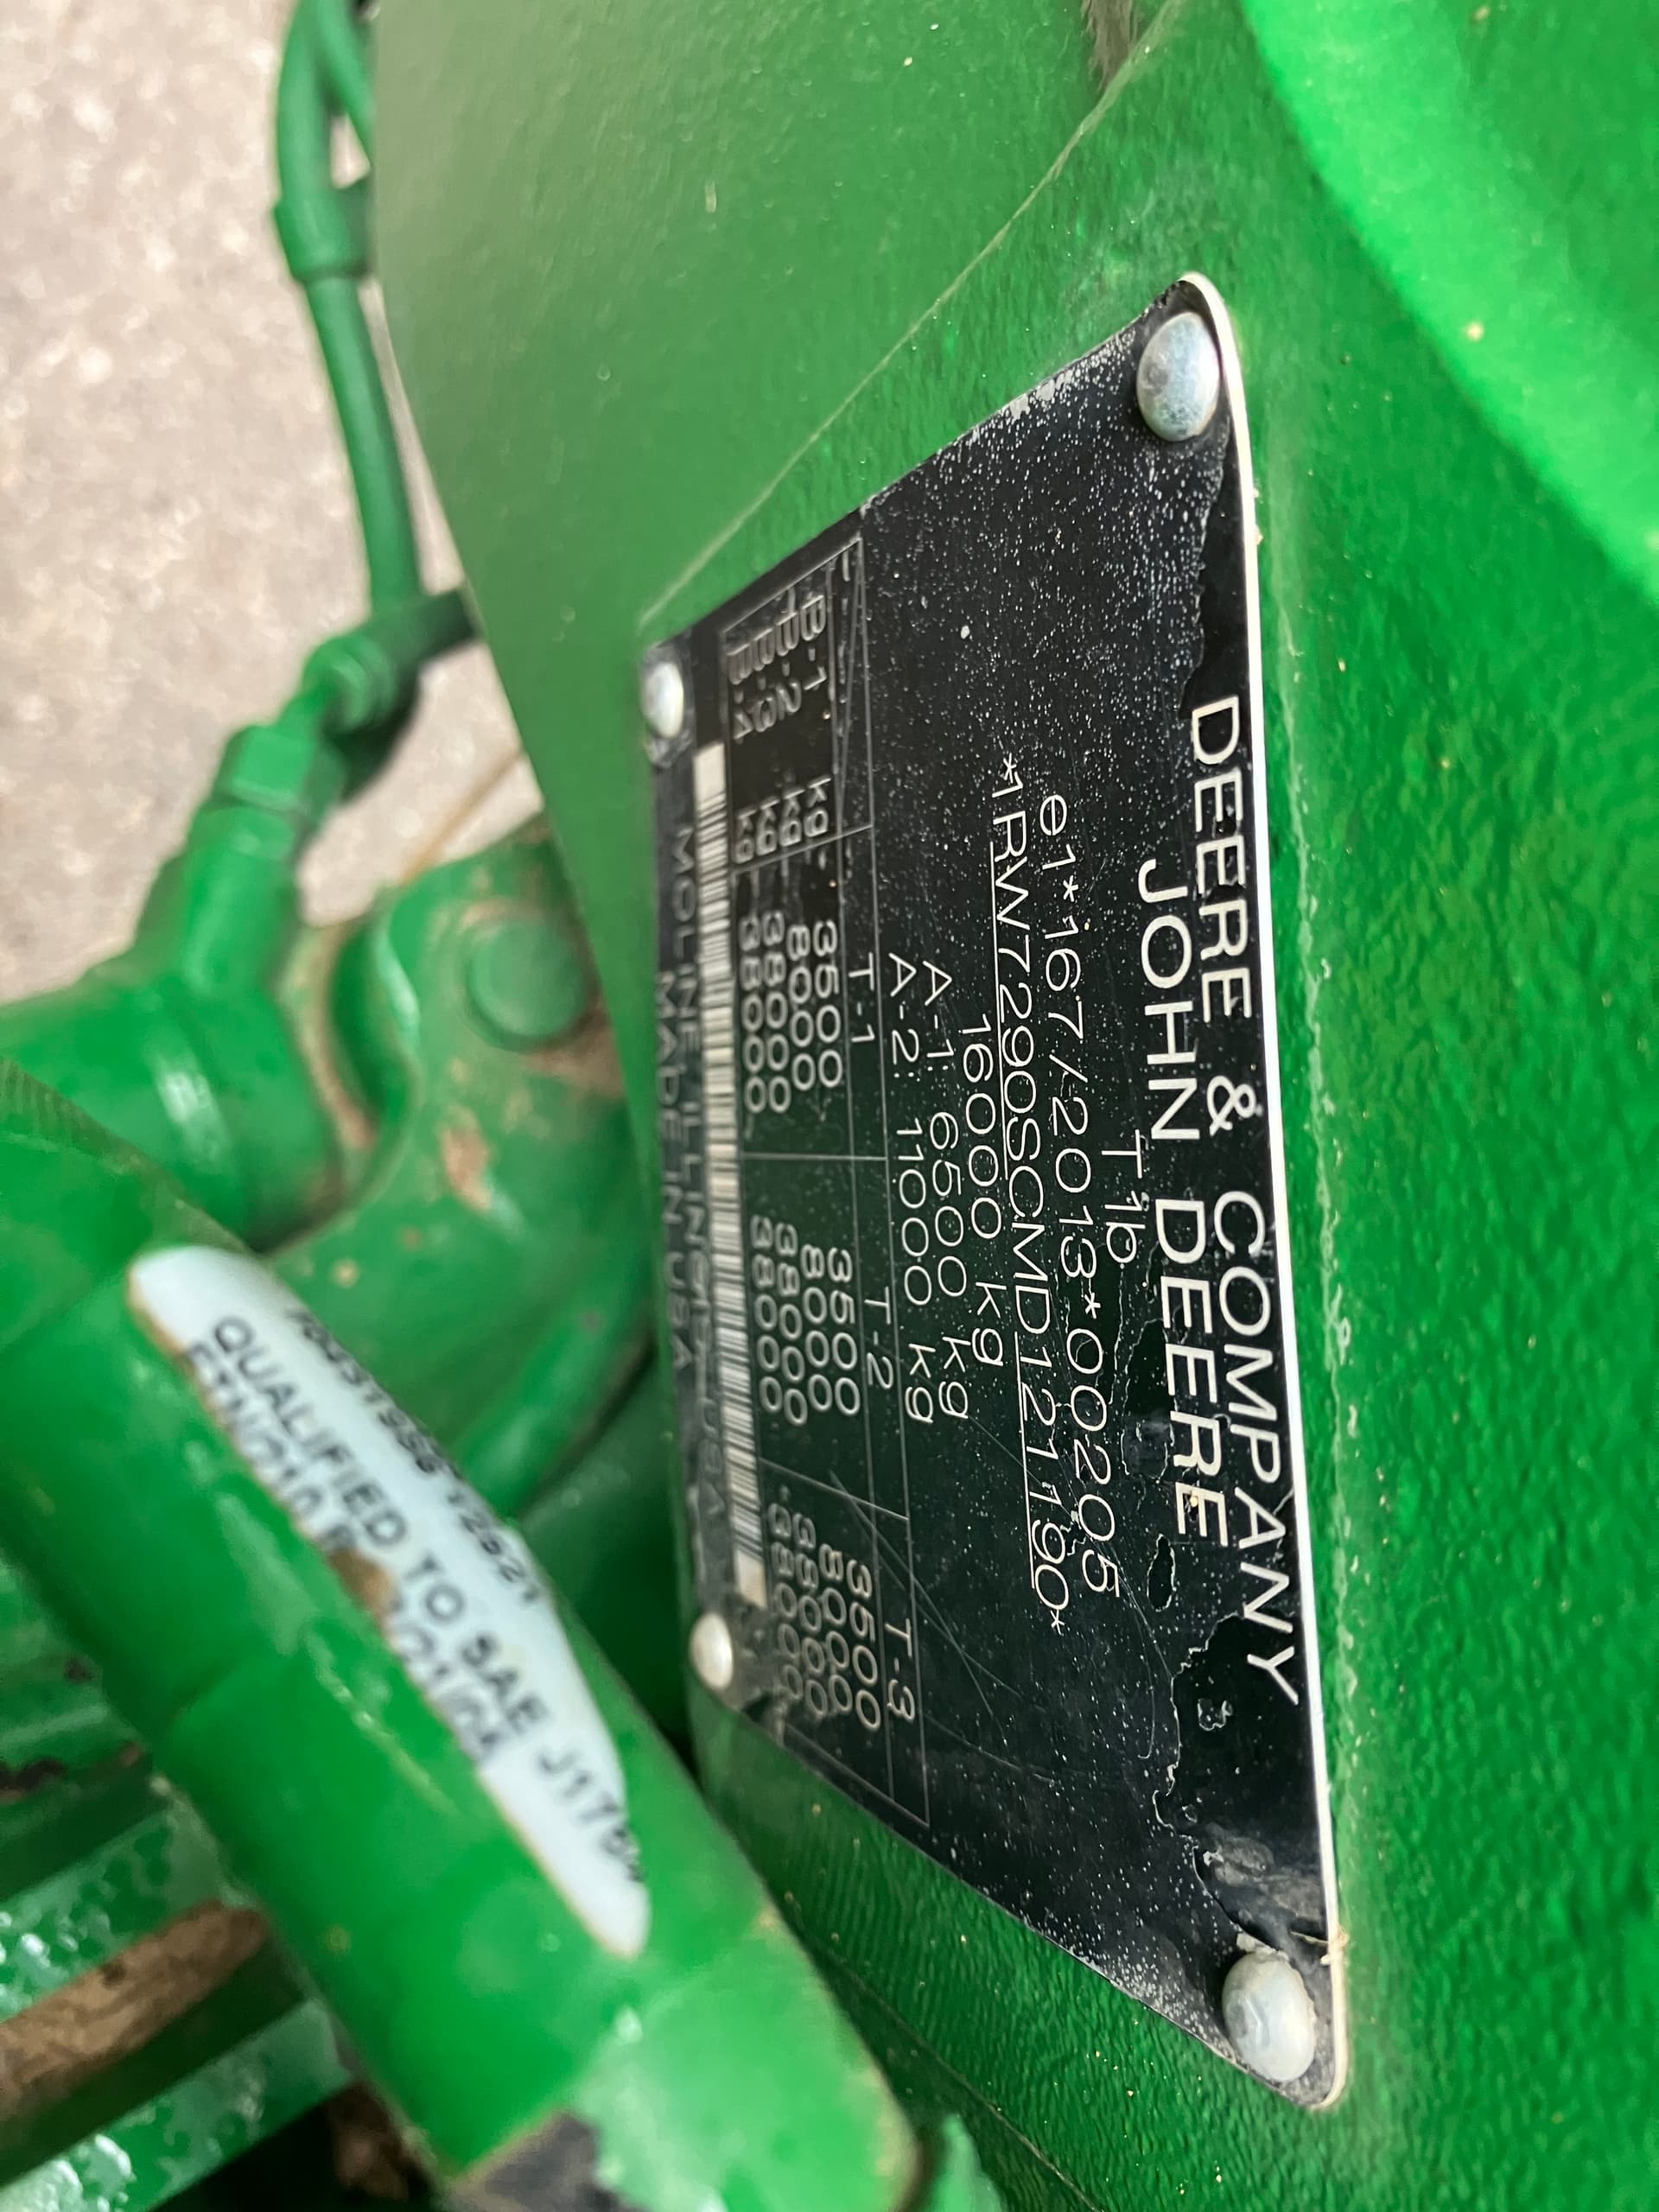 DEERE & COMPANY
JOHN DEERE
T1b
e1*167/2013*00205
*1RW7290SCMD121190*
16000 kg
A-1: 6500 kg
A-2: 11000 kg
T-1 T-2 T-3
B-1 kg 3500 3500 3500
B-2 kg 8000 8000 8000
B-3 kg 38000 38000 38000
B-4 kg 38000 38000 38000
MOLINE ILLINOIS USA
MADE IN USA
QUALIFIED TO SAE